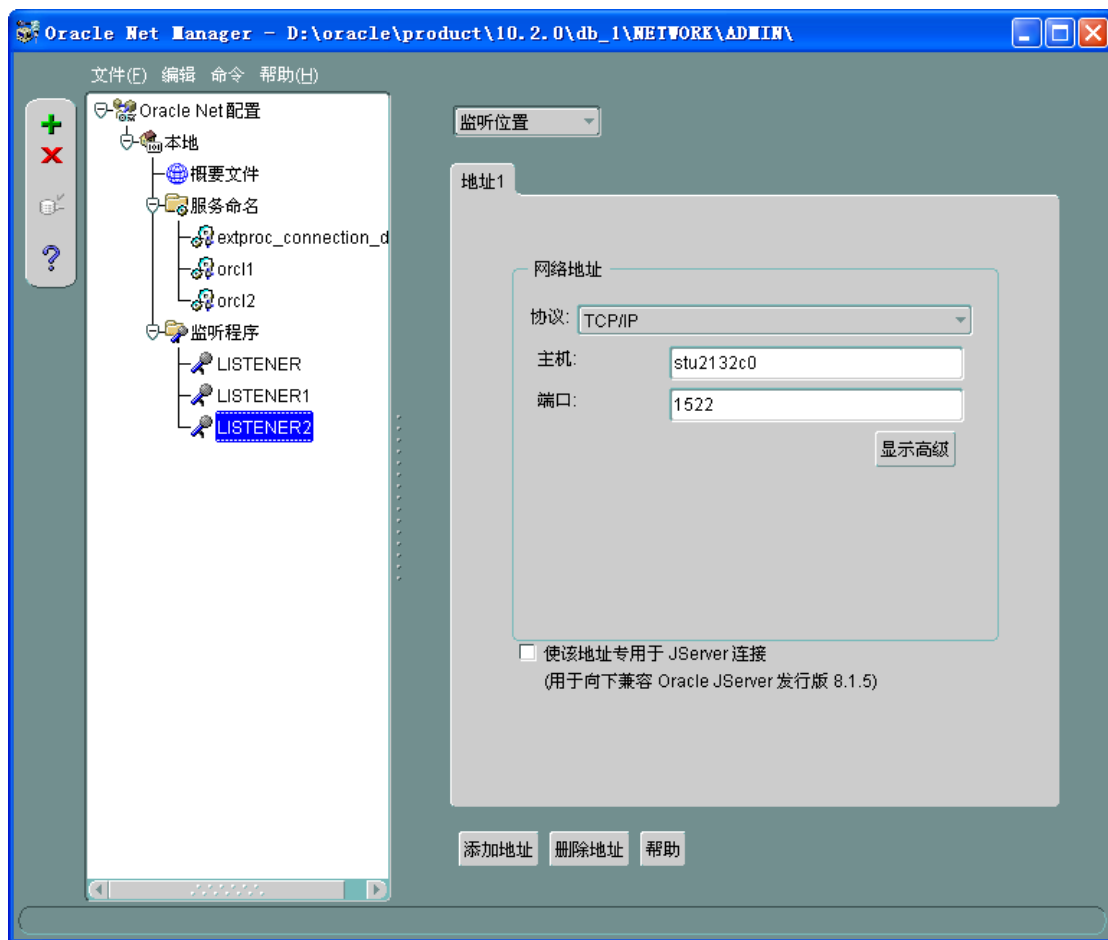 Oracle Net Manager - D:\oracle\product\10.2.0\db_1\NETWORK\ADMIN\
文件(F) 编辑 命令 帮助(H)
Oracle Net 配置
本地
概要文件
服务命名
extproc_connection_d
orcl1
orcl2
监听程序
LISTENER
LISTENER1
LISTENER2
监听位置
地址1
网络地址
协议: TCP/IP
主机: stu2132c0
端口: 1522
显示高级
使该地址专用于 JServer 连接
(用于向下兼容 Oracle JServer 发行版 8.1.5)
添加地址 删除地址 帮助